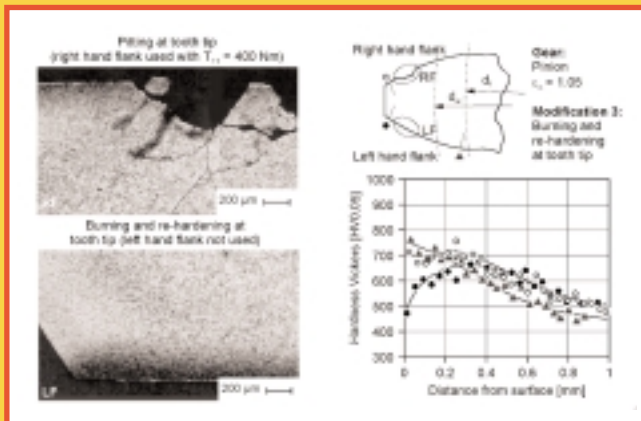 Pitting at tooth tip
(right hand flank used with T = 400 Nm)
200 µm
Burning and re-hardening at
tooth tip (left hand flank not used)
LF
200 µm
Right hand flank
RF
LF
Left hand flank
Gear:
Pinion
= 1.05
Modification 3:
Burning and
re-hardening
at tooth tip
Hardness Vickers [HV0,05]
1000
900
800
700
600
500
400
300
0
0.2
0.4
0.6
0.8
1
Distance from surface [mm]